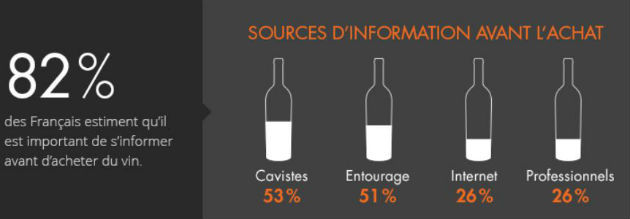 82%
des Français estiment qu'il
est important de s'informer
avant d'acheter du vin.
SOURCES D'INFORMATION AVANT L'ACHAT
Cavistes Entourage Internet Professionnels
53% 51% 26% 26%